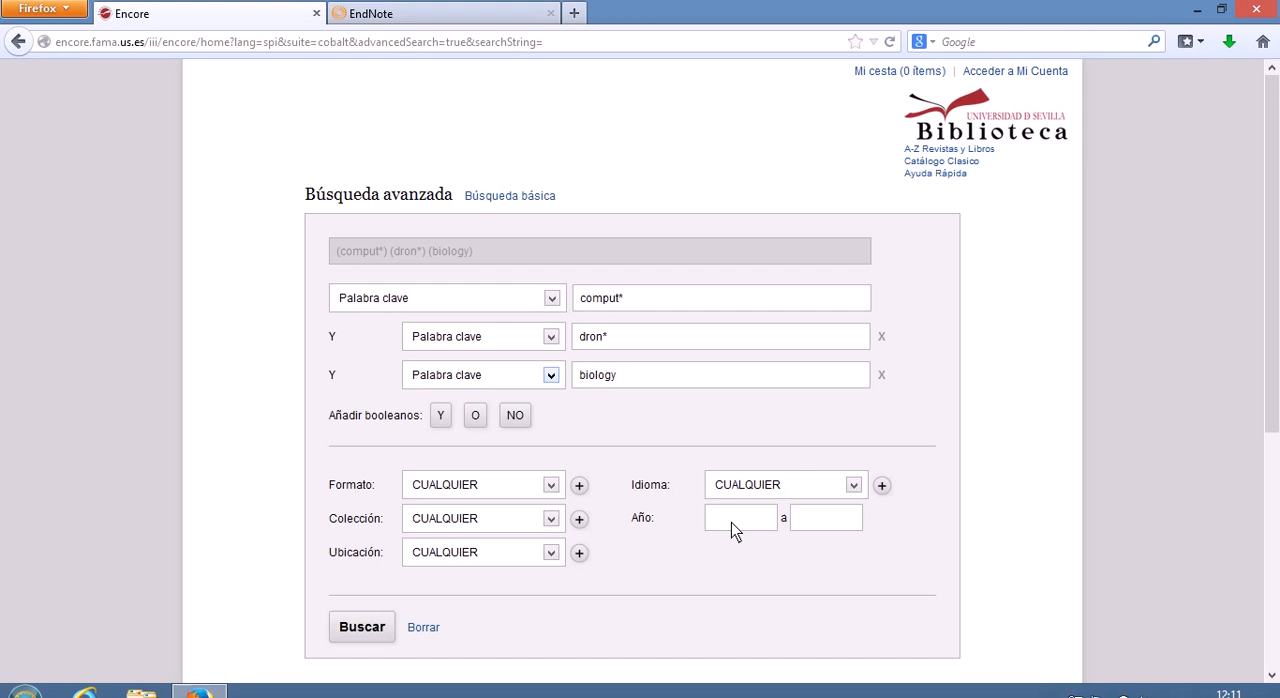 Firefox
Encore
EndNote
encore.fama.us.es/iii/encore/home?lang=spi&suite=cobalt&advancedSearch=true&searchString=
Google
Mi cesta (0 ítems) | Acceder a Mi Cuenta
UNIVERSIDAD D SEVILLA
Biblioteca
A-Z Revistas y Libros
Catálogo Clasico
Ayuda Rápida
Búsqueda avanzada Búsqueda básica
(comput*) (dron*) (biology)
Palabra clave comput*
Y Palabra clave dron* X
Y Palabra clave biology X
Añadir booleanos: Y O NO
Formato: CUALQUIER + Idioma: CUALQUIER +
Colección: CUALQUIER + Año: a
Ubicación: CUALQUIER +
Buscar Borrar
12:11